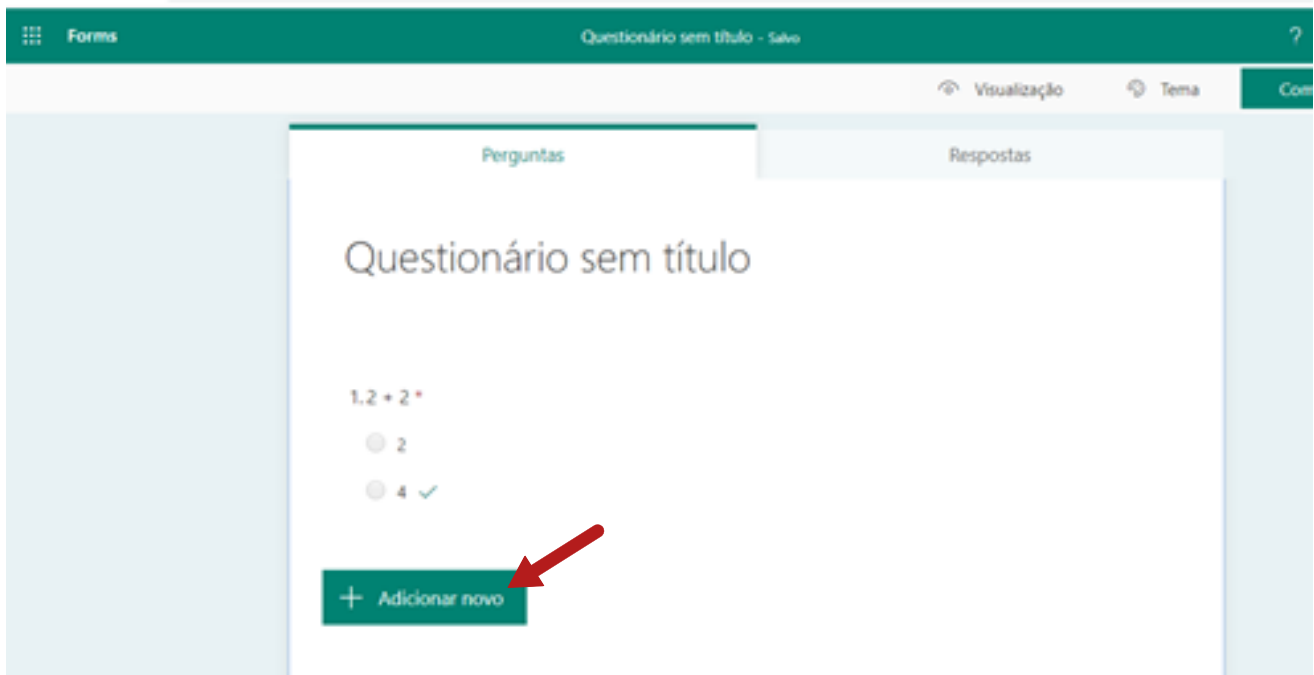 Forms
Questionário sem título - Salvo
?
Visualização
Tema
Com
Perguntas
Respostas
Questionário sem título
1. 2 + 2 *
2
4
Adicionar novo